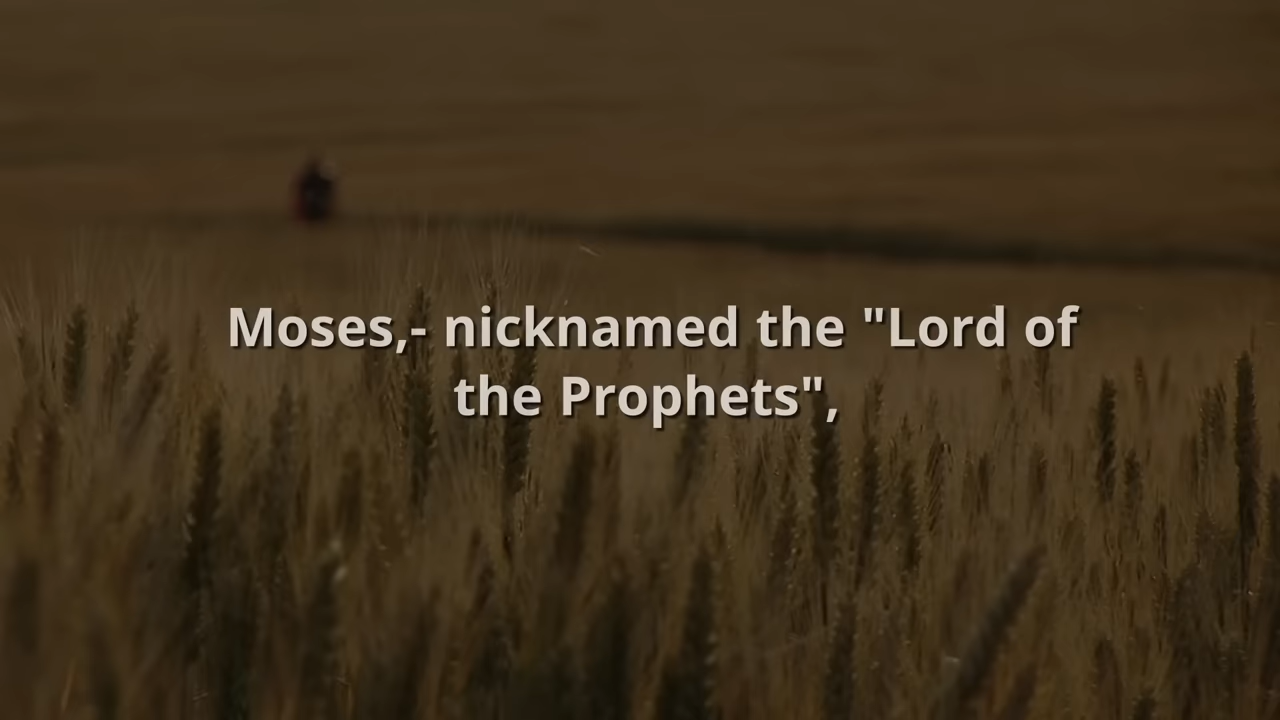 Moses,- nicknamed the "Lord of
the Prophets",